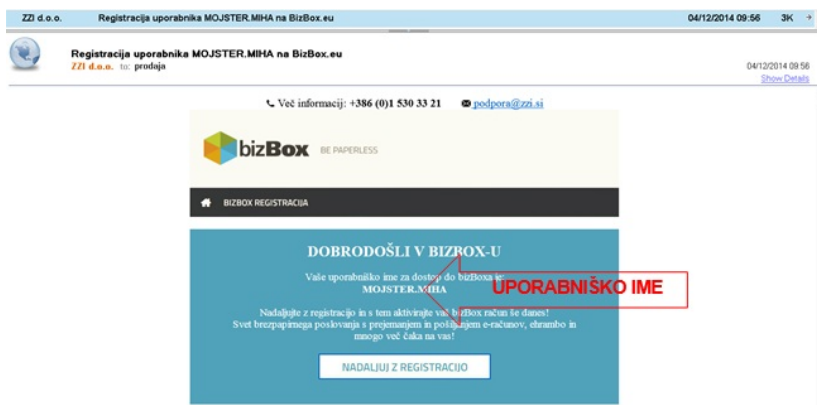 ZZI d.o.o. Registracija uporabnika MOJSTER.MIHA na BizBox.eu 04/12/2014 09:56 3K
Registracija uporabnika MOJSTER.MIHA na BizBox.eu
ZZI d.o.o. to: prodaja 04/12/2014 09:56
Show Details
Več informacij: +386 (0)1 530 33 21 podpora@zzi.si
bizBox BE PAPERLESS
BIZBOX REGISTRACIJA
DOBRODOŠLI V BIZBOX-U
Vaše uporabniško ime za dostop do bizBoxa je:
MOJSTER.MIHA
UPORABNIŠKO IME
Nadaljujte z registracijo in s tem aktivirajte vaš bizBox račun še danes!
Svet brezpapirnega poslovanja s prejemanjem in pošiljanjem e-računov, ehrambo in
mnogo več čaka na vas!
NADALJUJ Z REGISTRACIJO